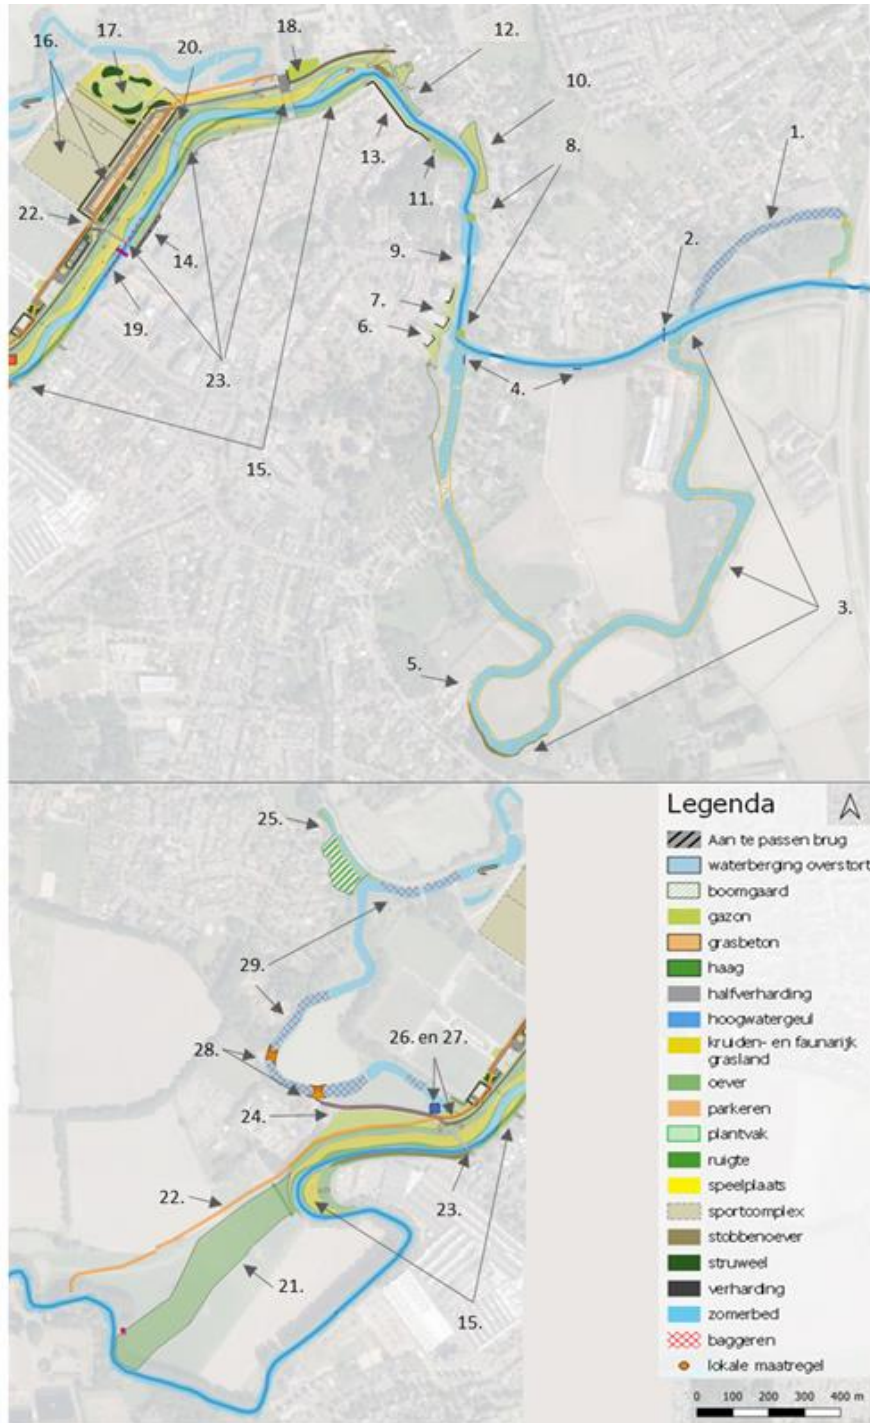 16.
17.
20.
18.
12.
10.
1.
8.
13.
11.
22.
14.
9.
2.
19.
7.
6.
23.
4.
15.
3.
5.
25.
29.
28.
26. en 27.
24.
22.
23.
21.
15.
Legenda
Aan te passen brug
waterberging overstort
boomgaard
gazon
grasbeton
haag
halfverharding
hoogwatergeul
kruiden- en faunarijk
grasland
oever
parkeren
plantvak
ruigte
speelplaats
sportcomplex
stobbenoever
struweel
verharding
zomerbed
baggeren
lokale maatregel
0 100 200 300 400 m